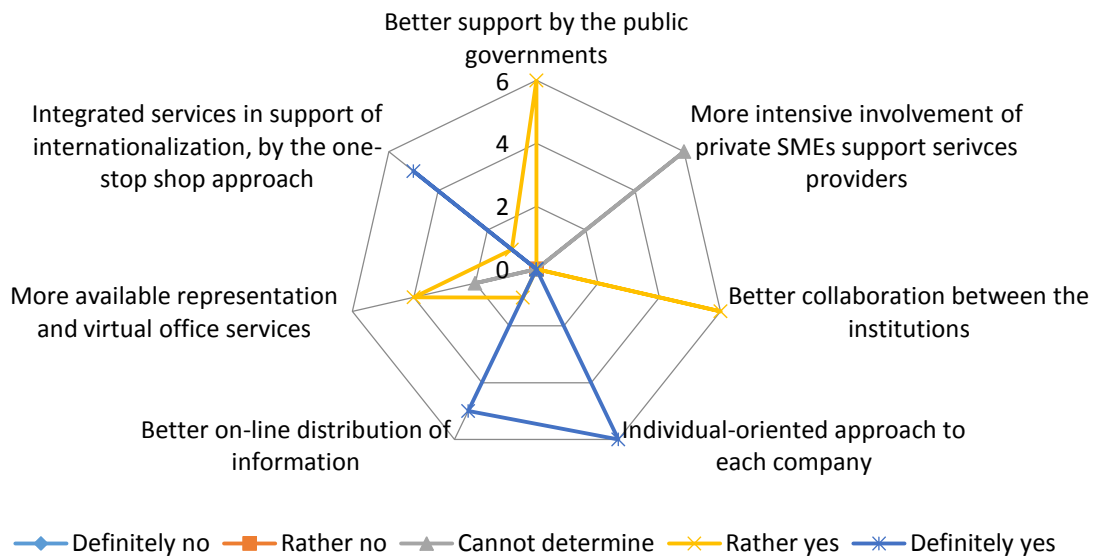 Better support by the public
governments
Integrated services in support of
internationalization, by the one-
stop shop approach
More intensive involvement of
private SMEs support serivces
providers
6
4
2
0
More available representation
and virtual office services
Better collaboration between the
institutions
Better on-line distribution of
information
Individual-oriented approach to
each company
Definitely no Rather no Cannot determine Rather yes Definitely yes